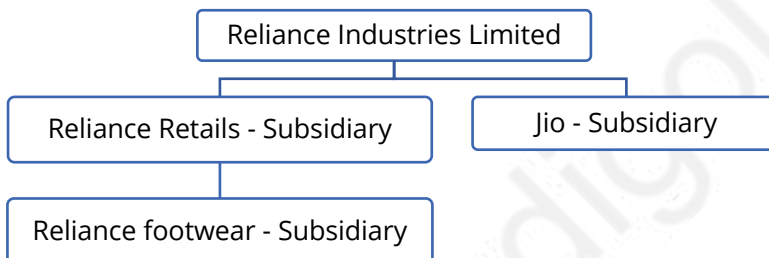 Reliance Industries Limited
Reliance Retails - Subsidiary
Jio - Subsidiary
Reliance footwear - Subsidiary